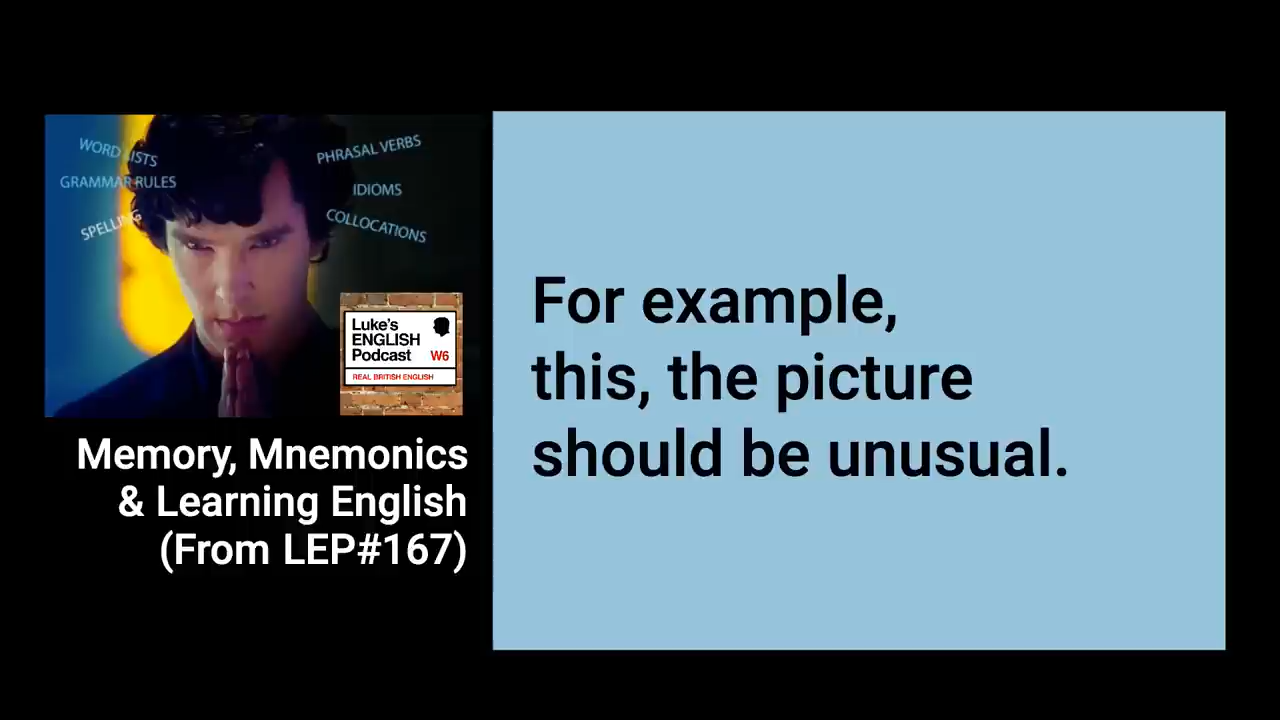 WORD LISTS
GRAMMAR RULES
SPELLING
PHRASAL VERBS
IDIOMS
COLLOCATIONS
Luke's
ENGLISH
Podcast W6
REAL BRITISH ENGLISH
Memory, Mnemonics
& Learning English
(From LEP#167)
For example,
this, the picture
should be unusual.